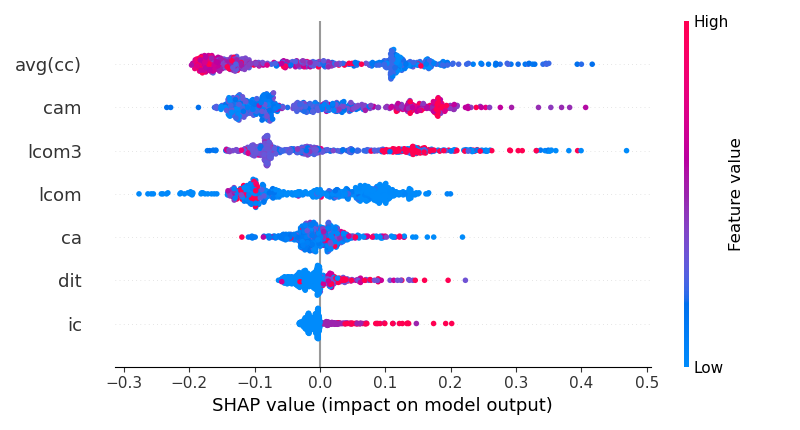 High
avg(cc)
cam
lcom3
lcom
ca
dit
ic
Feature value
Low
−0.3 −0.2 −0.1 0.0 0.1 0.2 0.3 0.4 0.5
SHAP value (impact on model output)